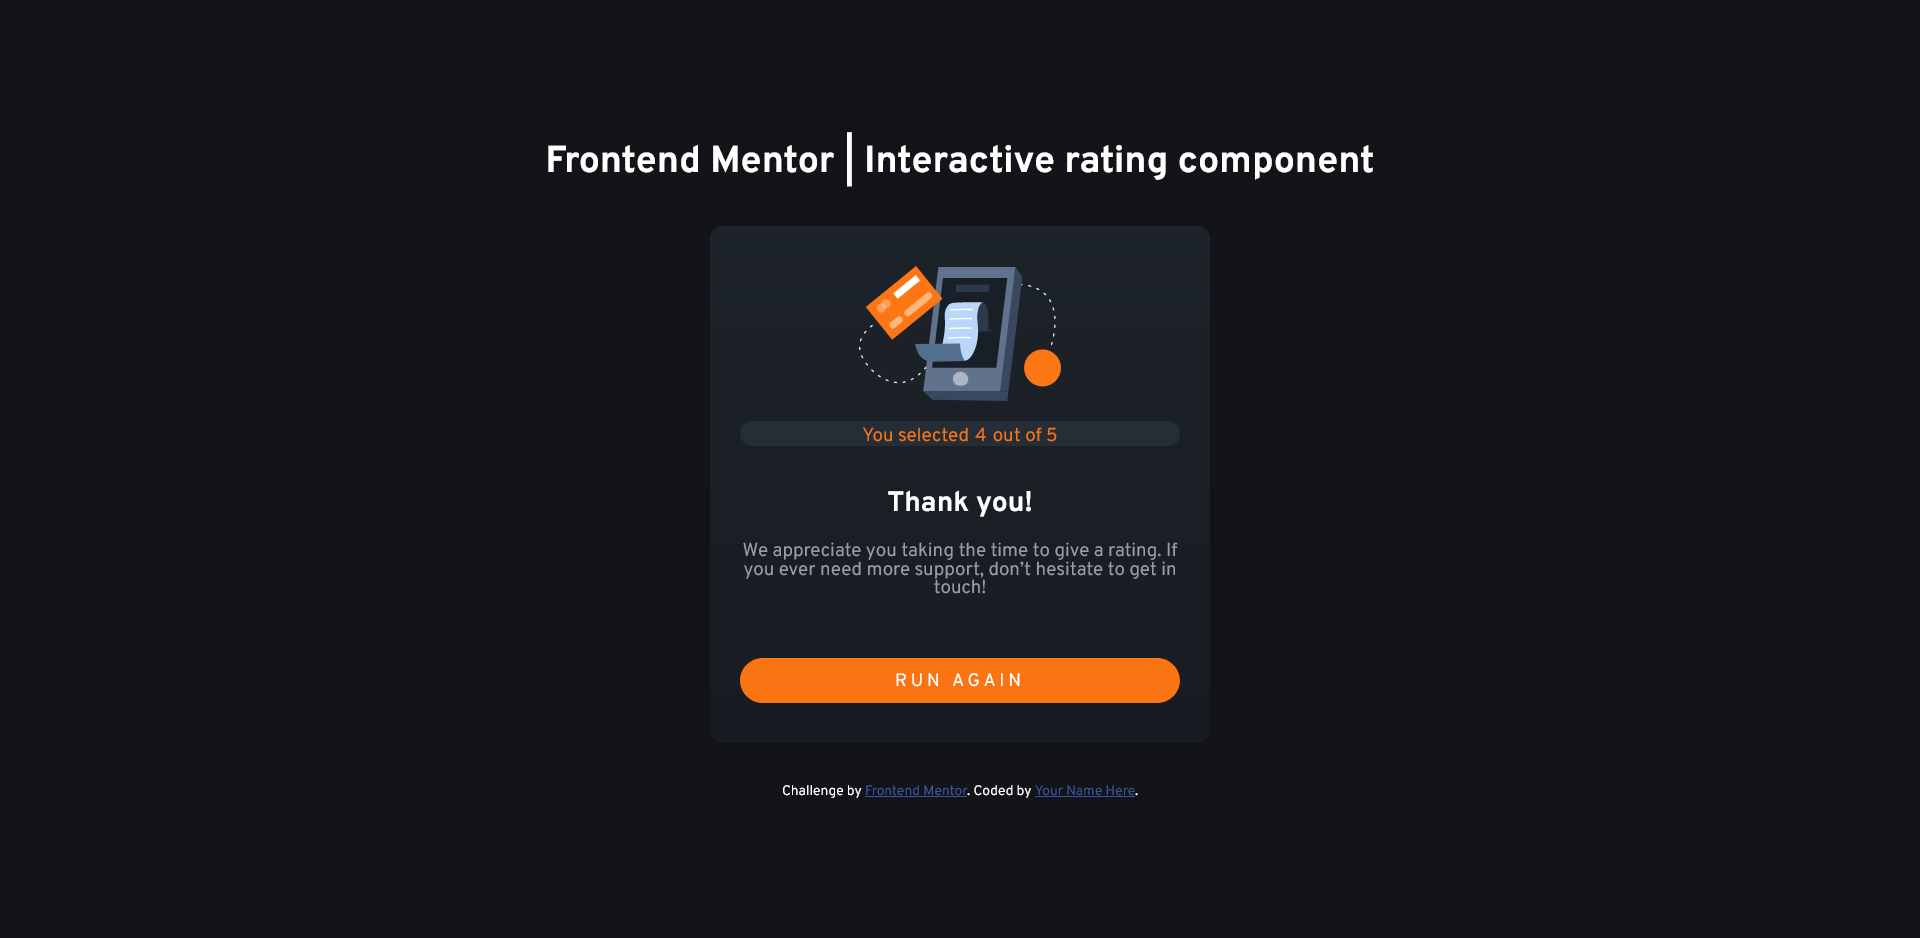 Frontend Mentor | Interactive rating component
You selected 4 out of 5
Thank you!
We appreciate you taking the time to give a rating. If
you ever need more support, don’t hesitate to get in
touch!
RUN AGAIN
Challenge by Frontend Mentor. Coded by Your Name Here.